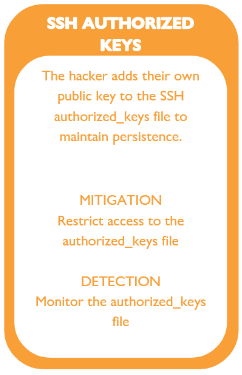 SSH AUTHORIZED
KEYS
The hacker adds their own
public key to the SSH
authorized_keys file to
maintain persistence.
MITIGATION
Restrict access to the
authorized_keys file
DETECTION
Monitor the authorized_keys
file